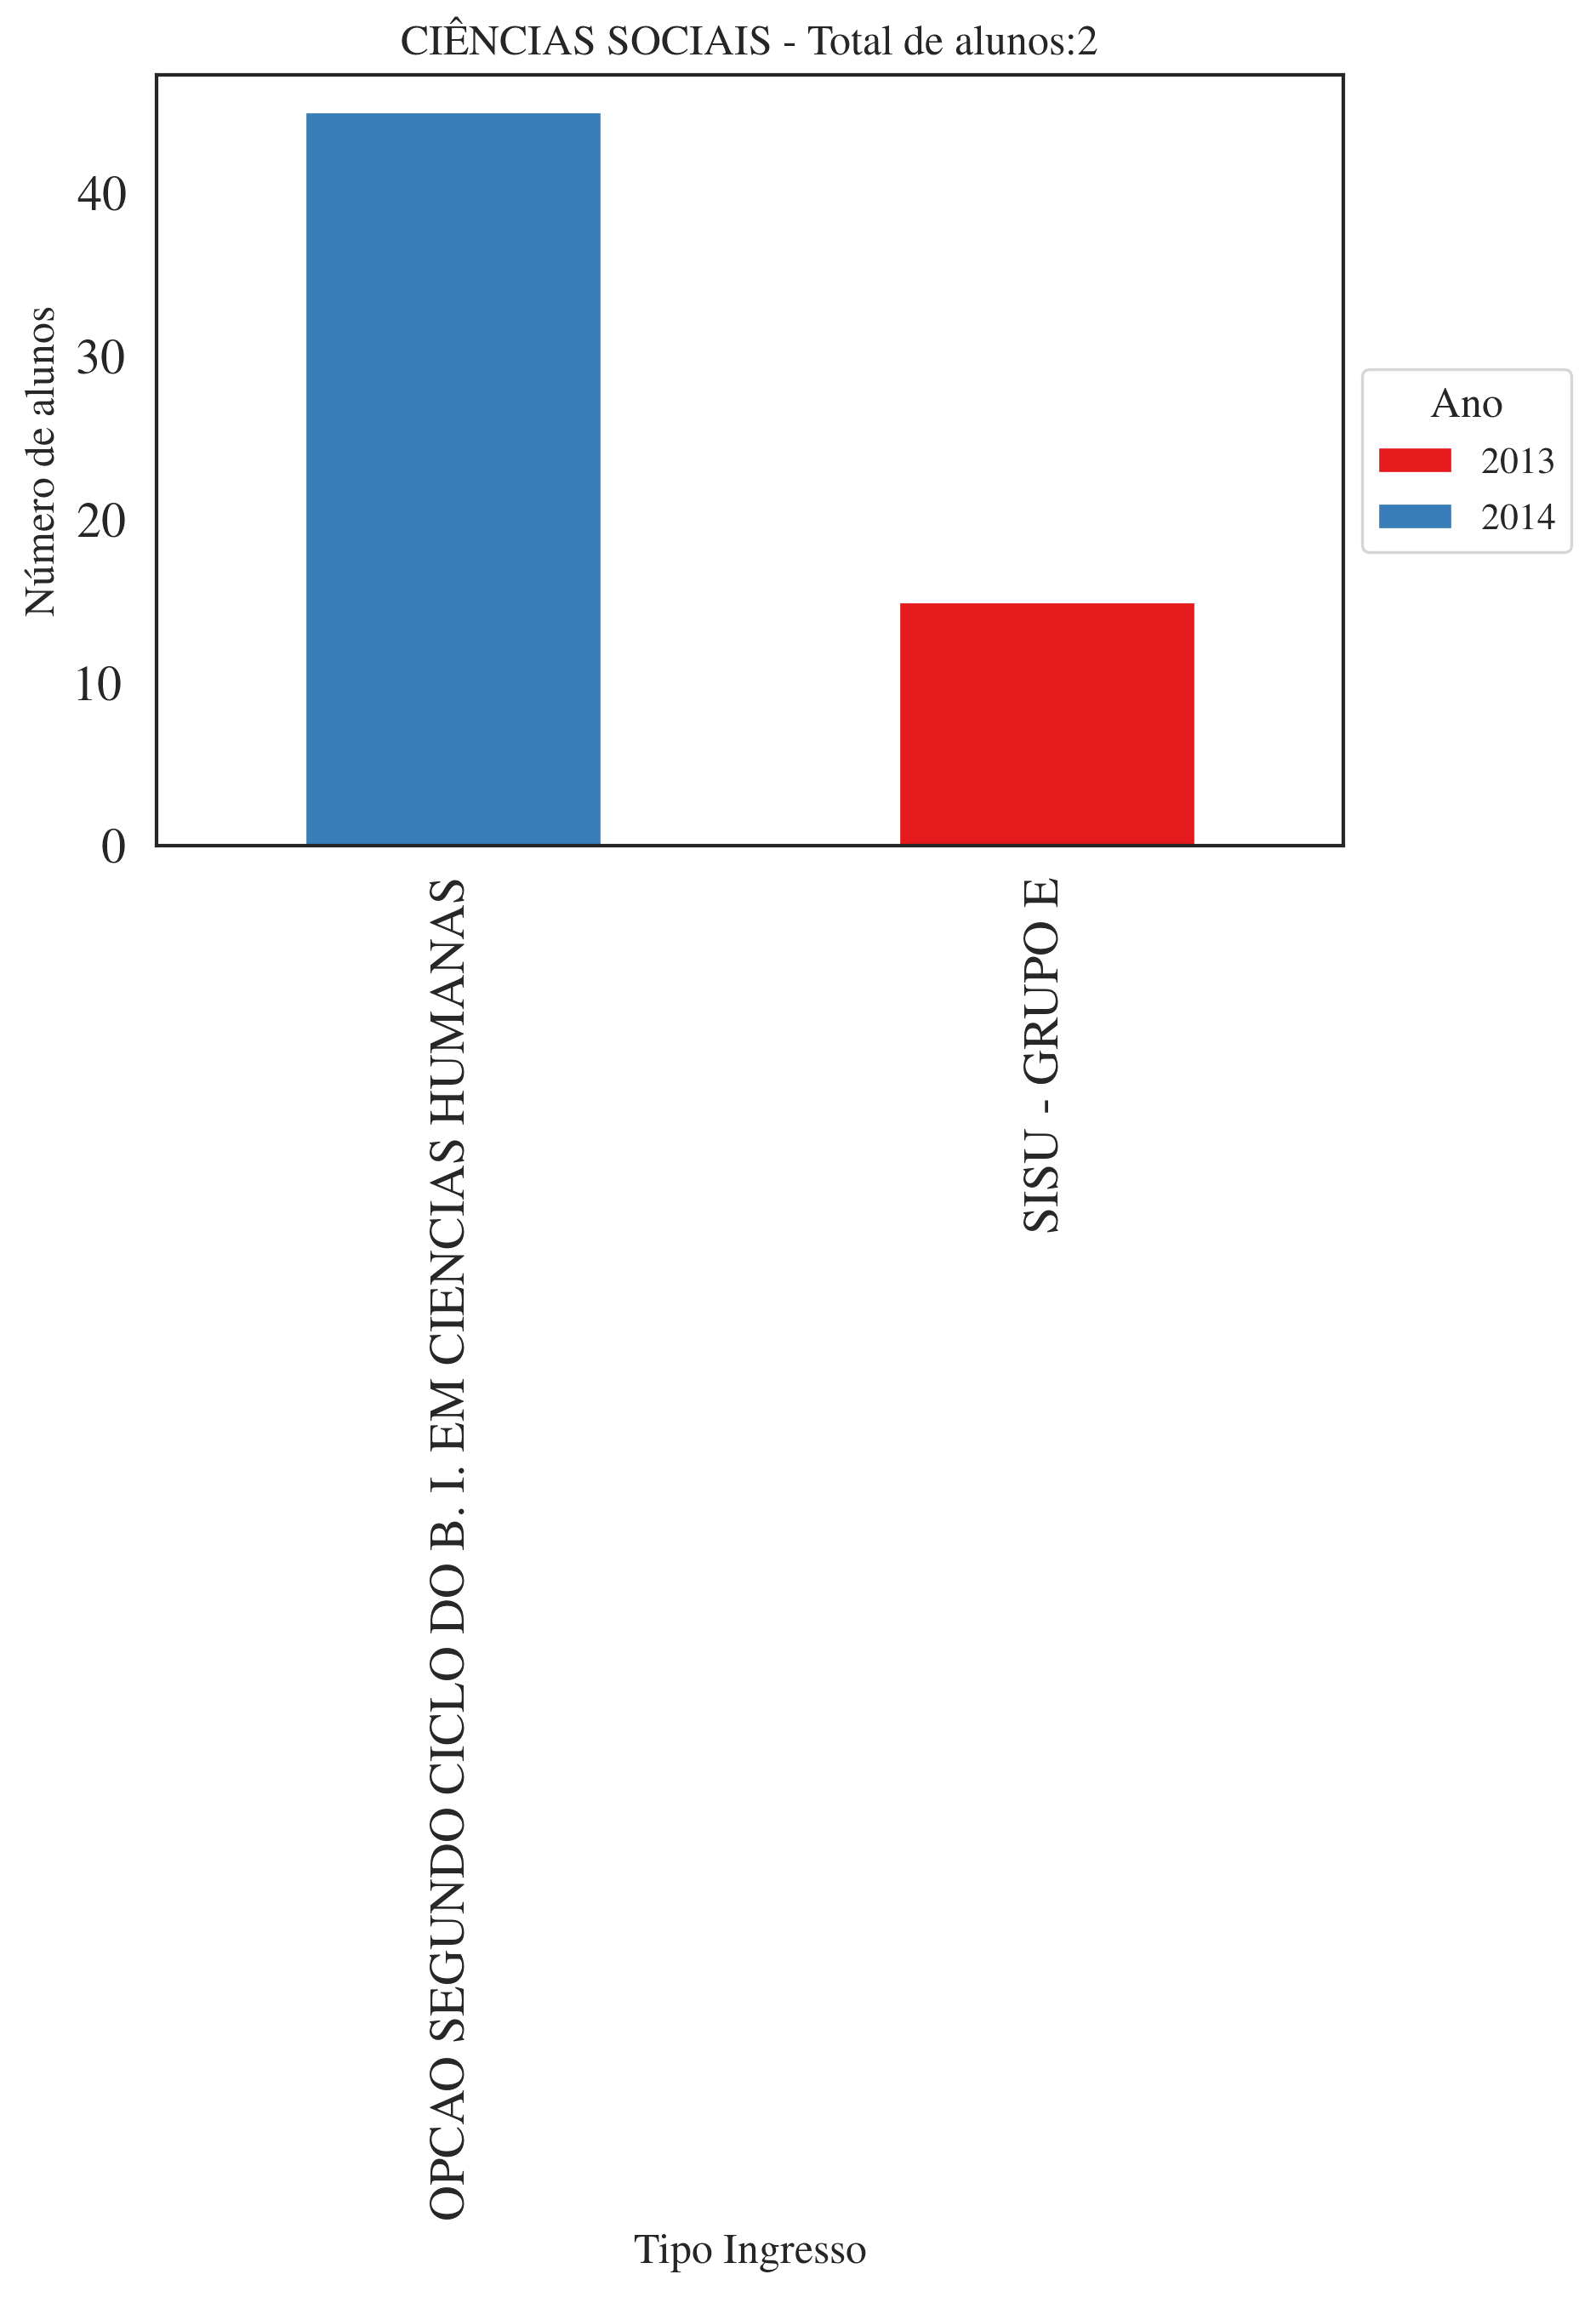 CIÊNCIAS SOCIAIS - Total de alunos:2
Número de alunos
40
30
20
10
0
Ano
2013
2014
OPCAO SEGUNDO CICLO DO B. I. EM CIENCIAS HUMANAS
SISU - GRUPO E
Tipo Ingresso